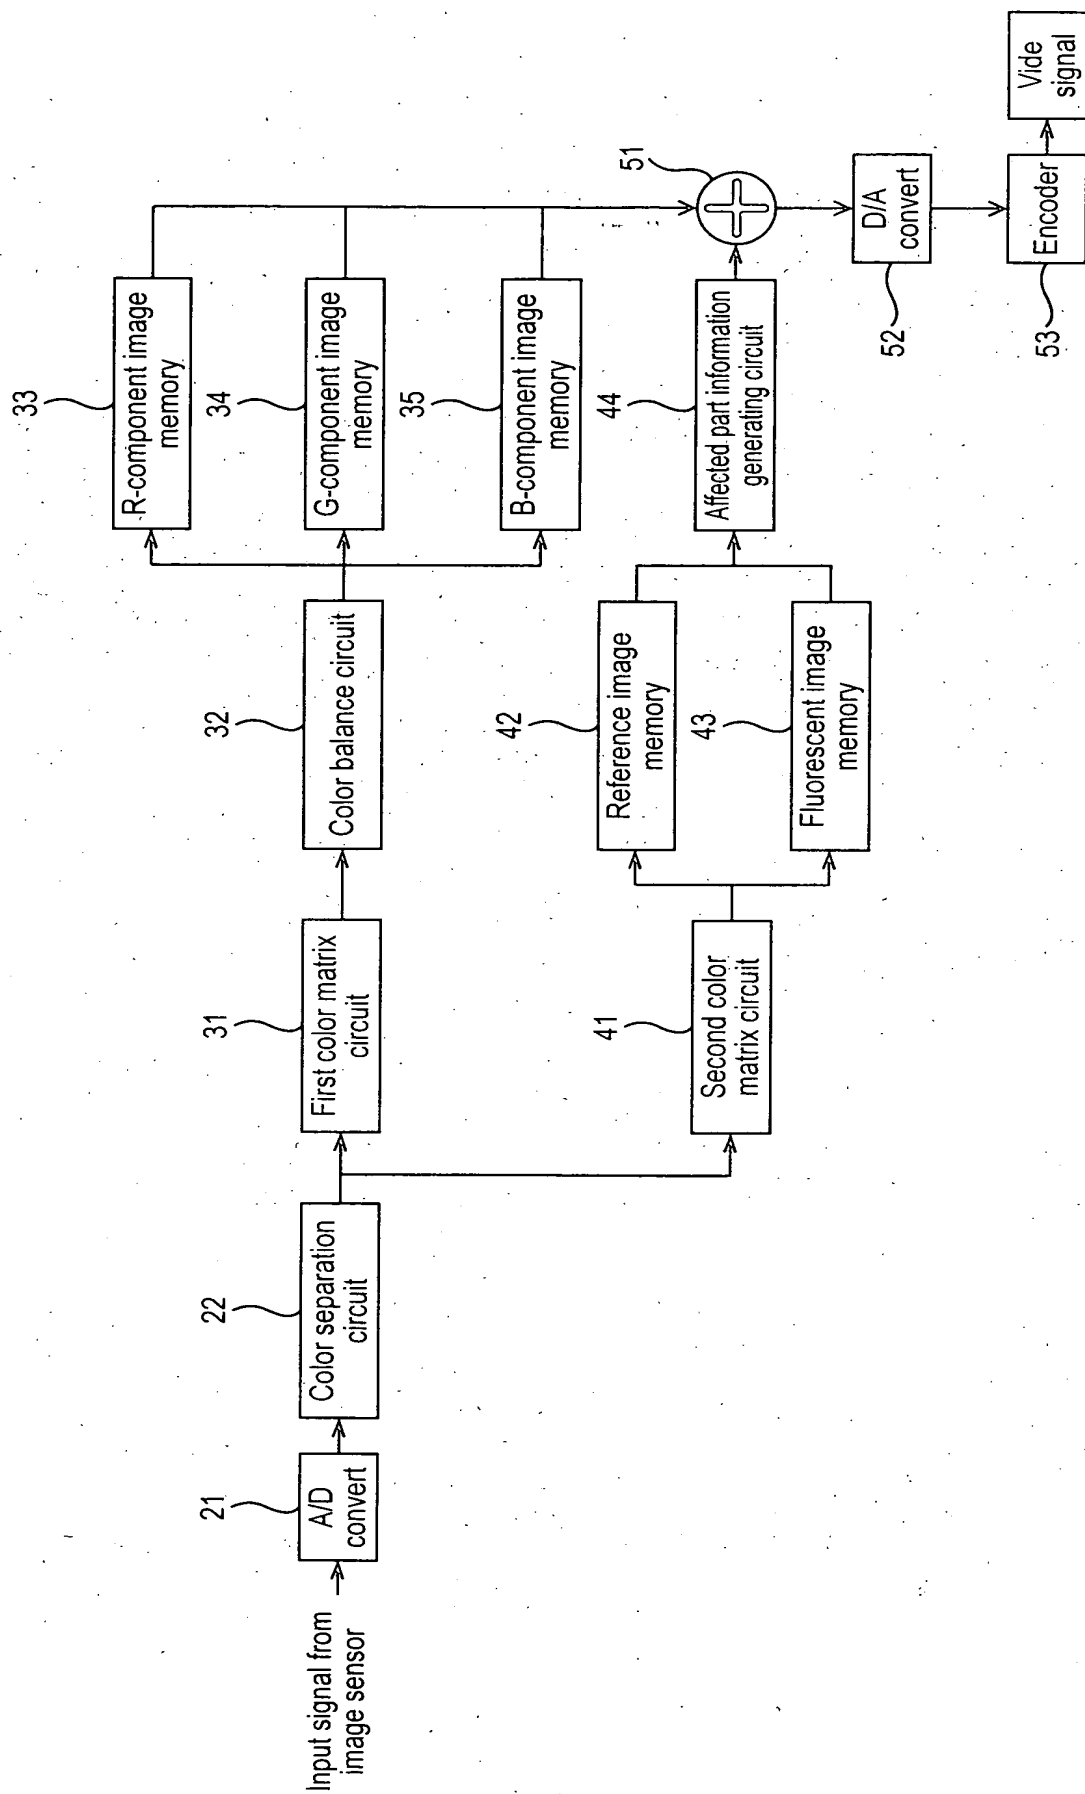 Input signal from
image sensor
21
A/D
convert
22
Color separation
circuit
31
First color matrix
circuit
32
Color balance circuit
33
R-component image
memory
34
G-component image
memory
35
B-component image
memory
41
Second color
matrix circuit
42
Reference image
memory
43
Fluorescent image
memory
44
Affected part information
generating circuit
51
52
D/A
convert
53
Encoder
Vide
signal